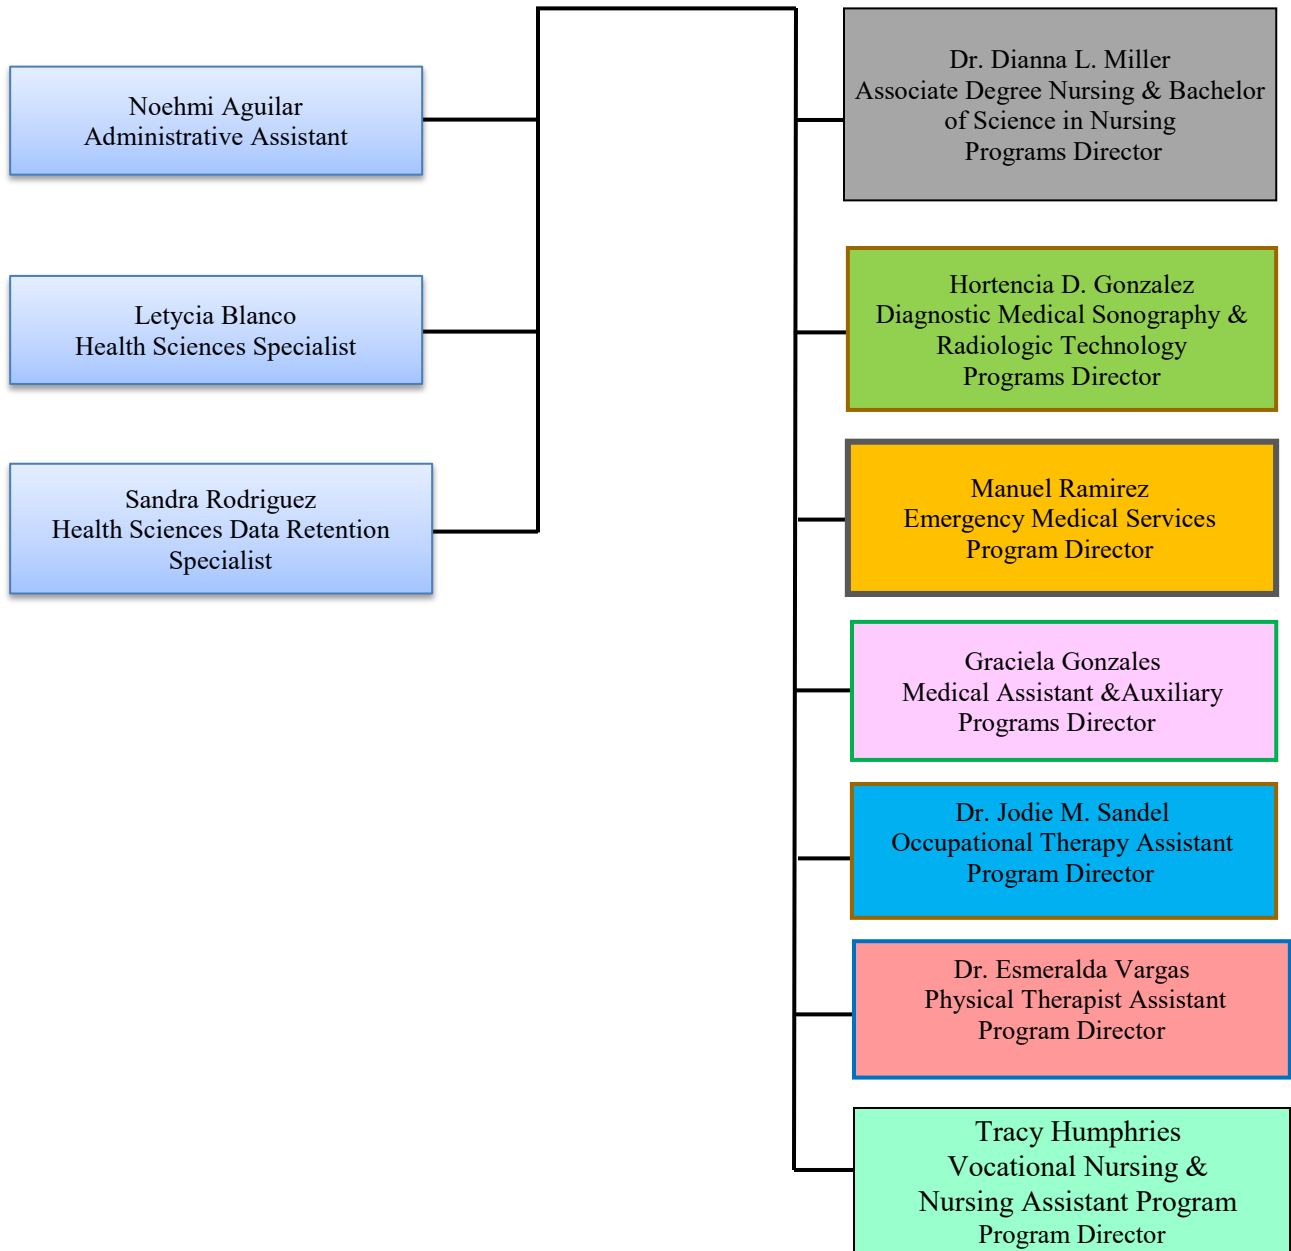 Noehmi Aguilar
Administrative Assistant
Letycia Blanco
Health Sciences Specialist
Sandra Rodriguez
Health Sciences Data Retention
Specialist
Dr. Dianna L. Miller
Associate Degree Nursing & Bachelor
of Science in Nursing
Programs Director
Hortencia D. Gonzalez
Diagnostic Medical Sonography &
Radiologic Technology
Programs Director
Manuel Ramirez
Emergency Medical Services
Program Director
Graciela Gonzales
Medical Assistant &Auxiliary
Programs Director
Dr. Jodie M. Sandel
Occupational Therapy Assistant
Program Director
Dr. Esmeralda Vargas
Physical Therapist Assistant
Program Director
Tracy Humphries
Vocational Nursing &
Nursing Assistant Program
Program Director